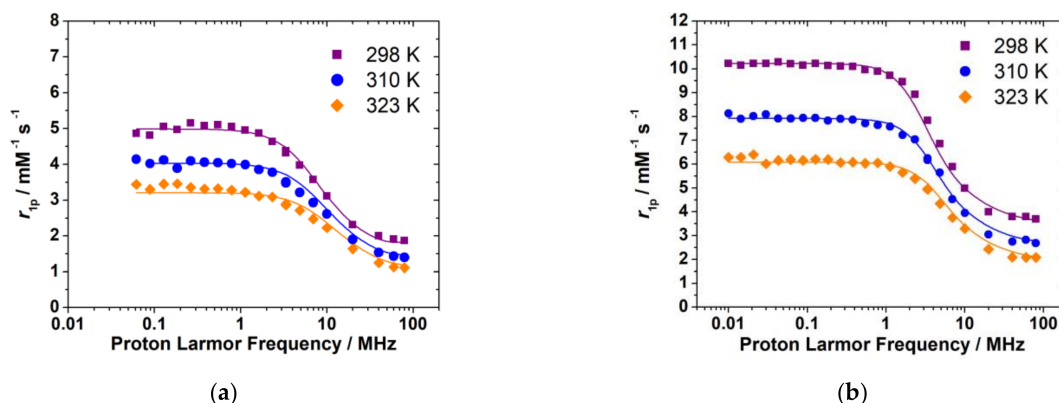 8
7
6
5
4
3
2
1
0
r1p / mM⁻¹ s⁻¹
298 K
310 K
323 K
0.01 0.1 1 10 100
Proton Larmor Frequency / MHz
(a)
12
11
10
9
8
7
6
5
4
3
2
1
0
r1p / mM⁻¹ s⁻¹
298 K
310 K
323 K
0.01 0.1 1 10 100
Proton Larmor Frequency / MHz
(b)